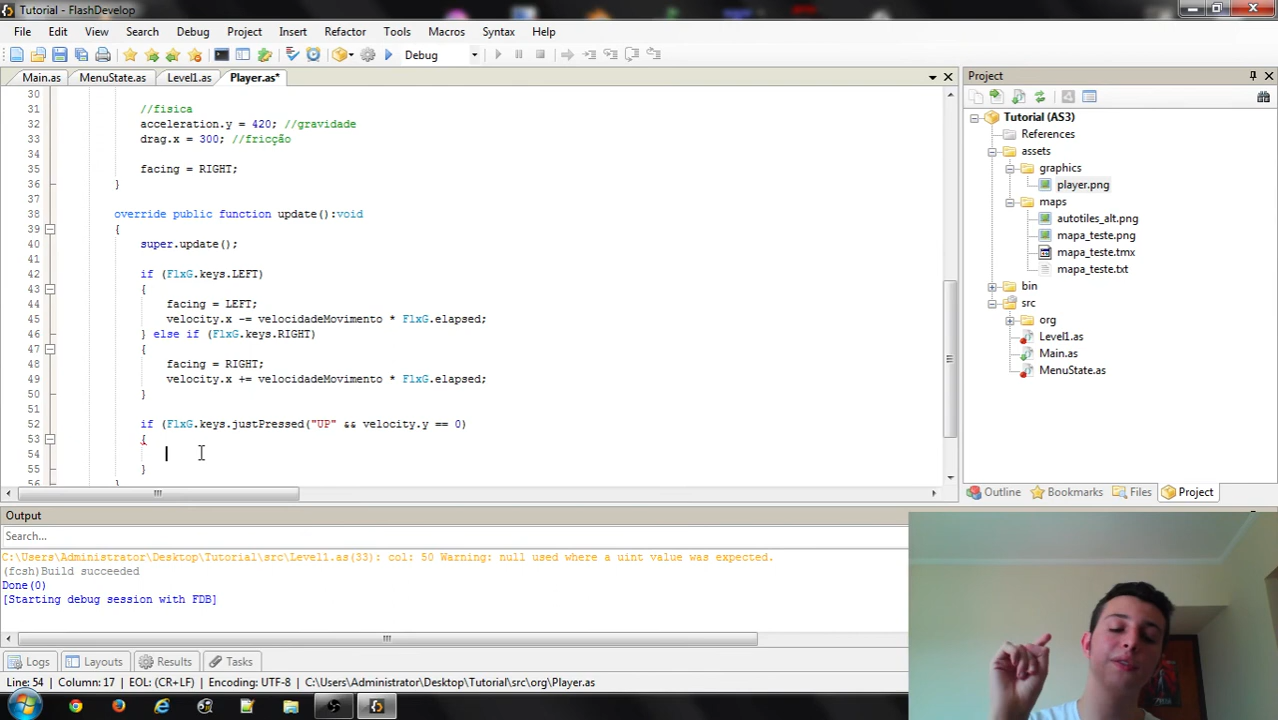 Tutorial - FlashDevelop
File Edit View Search Debug Project Insert Refactor Tools Macros Syntax Help
Debug
Main.as MenuState.as Level1.as Player.as*
30
31 //fisica
32 acceleration.y = 420; //gravidade
33 drag.x = 300; //fricção
34
35 facing = RIGHT;
36 }
37
38 override public function update():void
39 {
40 super.update();
41
42 if (FlxG.keys.LEFT)
43 {
44 facing = LEFT;
45 velocity.x -= velocidadeMovimento * FlxG.elapsed;
46 } else if (FlxG.keys.RIGHT)
47 {
48 facing = RIGHT;
49 velocity.x += velocidadeMovimento * FlxG.elapsed;
50 }
51
52 if (FlxG.keys.justPressed("UP" && velocity.y == 0)
53 {
54
55 }
56 }
Project
Tutorial (AS3)
References
assets
graphics
player.png
maps
autotiles_alt.png
mapa_teste.png
mapa_teste.tmx
mapa_teste.txt
bin
src
org
Level1.as
Main.as
MenuState.as
Outline Bookmarks Files Project
Output
Search...
C:\Users\Administrator\Desktop\Tutorial\src\Level1.as(33): col: 50 Warning: null used where a uint value was expected.
(fcsh)Build succeeded
Done(0)
[Starting debug session with FDB]
Logs Layouts Results Tasks
Line: 54 Column: 17 EOL: (CR+LF) Encoding: UTF-8 C:\Users\Administrator\Desktop\Tutorial\src\org\Player.as